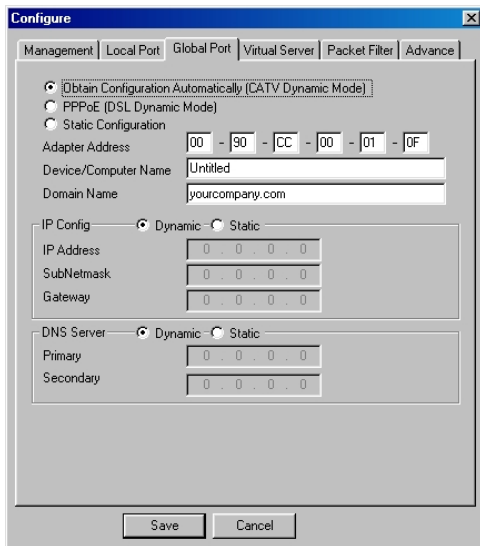 Configure
Management Local Port Global Port Virtual Server Packet Filter Advance
Obtain Configuration Automatically (CATV Dynamic Mode)
PPPoE (DSL Dynamic Mode)
Static Configuration
Adapter Address 00 - 90 - CC - 00 - 01 - 0F
Device/Computer Name Untitled
Domain Name yourcompany.com
IP Config Dynamic Static
IP Address 0 . 0 . 0 . 0
SubNetmask 0 . 0 . 0 . 0
Gateway 0 . 0 . 0 . 0
DNS Server Dynamic Static
Primary 0 . 0 . 0 . 0
Secondary 0 . 0 . 0 . 0
Save Cancel